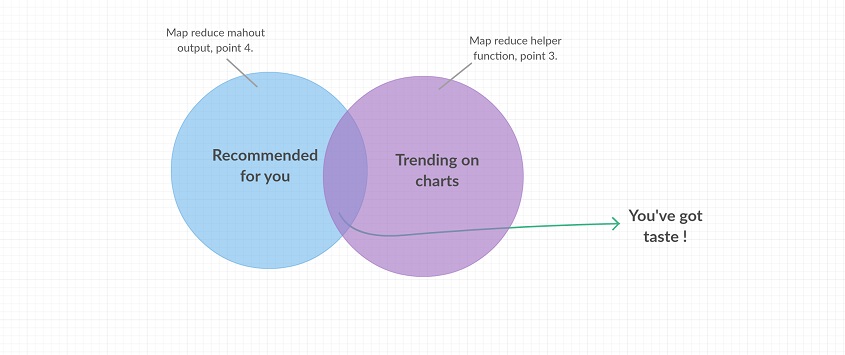 Map reduce mahout
output, point 4.
Map reduce helper
function, point 3.
Recommended
for you
Trending on
charts
You've got
taste !